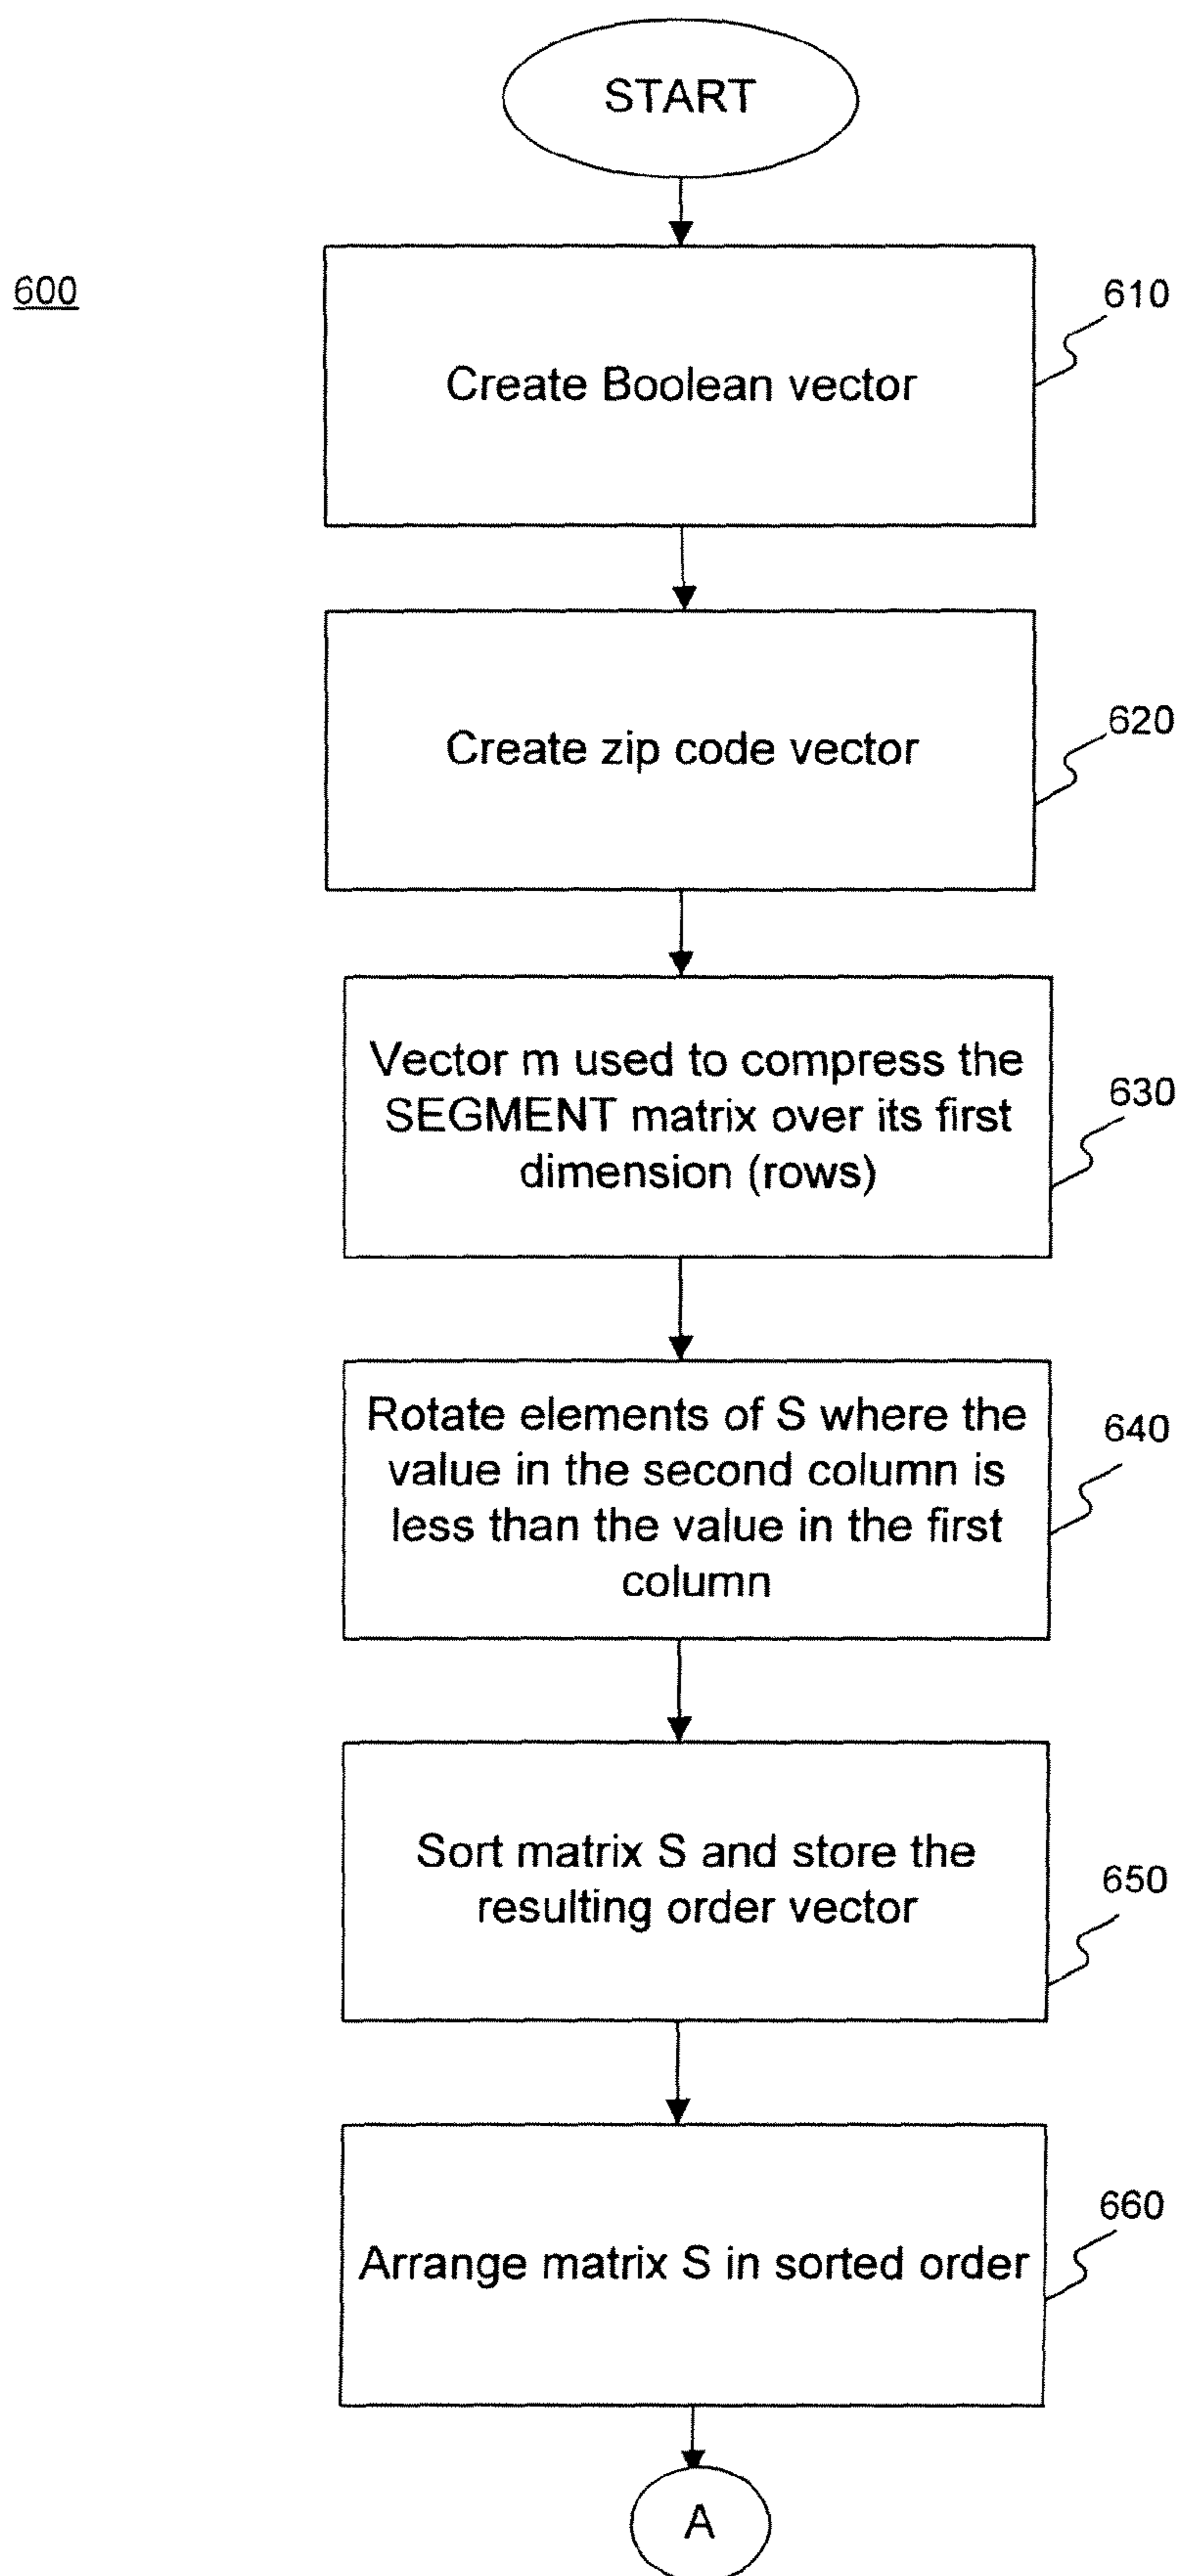 START
600
610
Create Boolean vector
620
Create zip code vector
630
Vector m used to compress the
SEGMENT matrix over its first
dimension (rows)
640
Rotate elements of S where the
value in the second column is
less than the value in the first
column
650
Sort matrix S and store the
resulting order vector
660
Arrange matrix S in sorted order
A